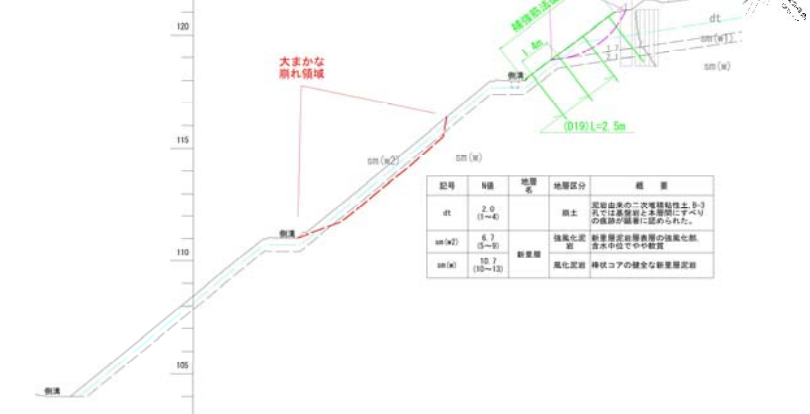 120
115
110
105
大まかな
崩れ領域
1.4m
側溝
dt
sm(w1)
sm(w)
(D19)L=2.5m
sm(w2)
sm(w)
側溝
側溝
記号 N値 地層名 地層区分 概要
dt 2.0 (1~4) 崩土 泥岩由来の二次堆積粘性土。B-3
孔では基盤岩と本層間にすべり
の痕跡が顕著に認められた。
sm(w2) 6.7 (5~9) 新里層 強風化泥岩 新里層泥岩層表層の強風化部。
含水中位でやや軟質
sm(w) 10.7 (10~13) 風化泥岩 棒状コアの健全な新里層泥岩